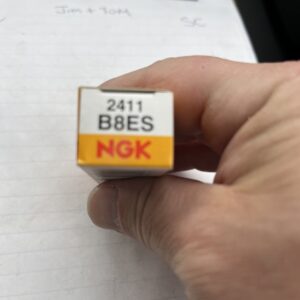 Jim + Tom
SC
2411
B8ES
NGK